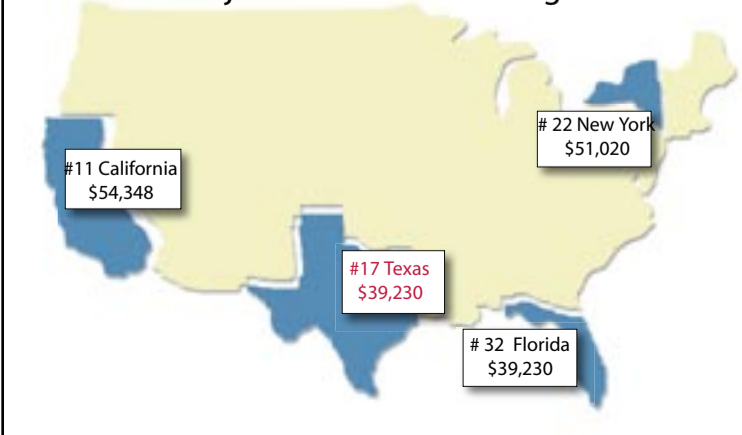 #11 California
$54,348
# 22 New York
$51,020
#17 Texas
$39,230
# 32 Florida
$39,230